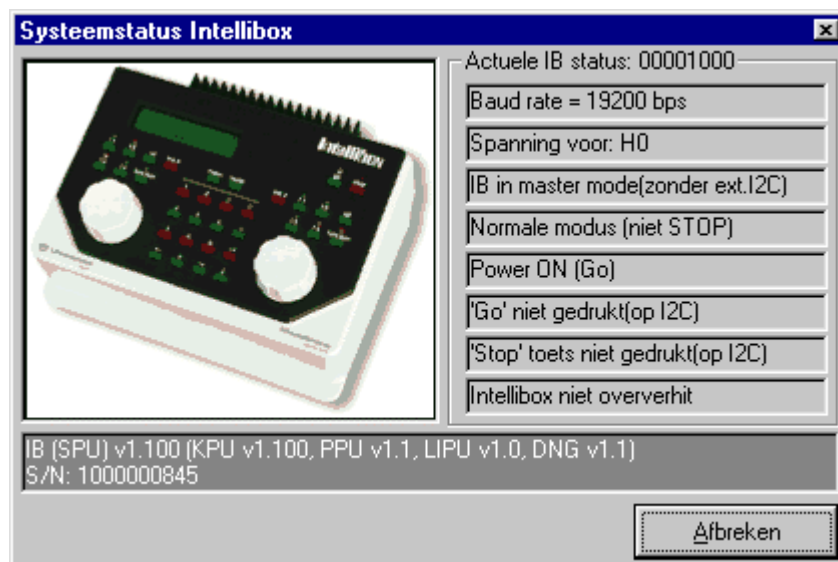 Systeemstatus Intellibox
Intellibox
Actuele IB status: 00001000
Baud rate = 19200 bps
Spanning voor: H0
IB in master mode(zonder ext.I2C)
Normale modus (niet STOP)
Power ON (Go)
'Go' niet gedrukt(op I2C)
'Stop' toets niet gedrukt(op I2C)
Intellibox niet oververhit
IB (SPU) v1.100 (KPU v1.100, PPU v1.1, LIPU v1.0, DNG v1.1)
S/N: 1000000845
Afbreken